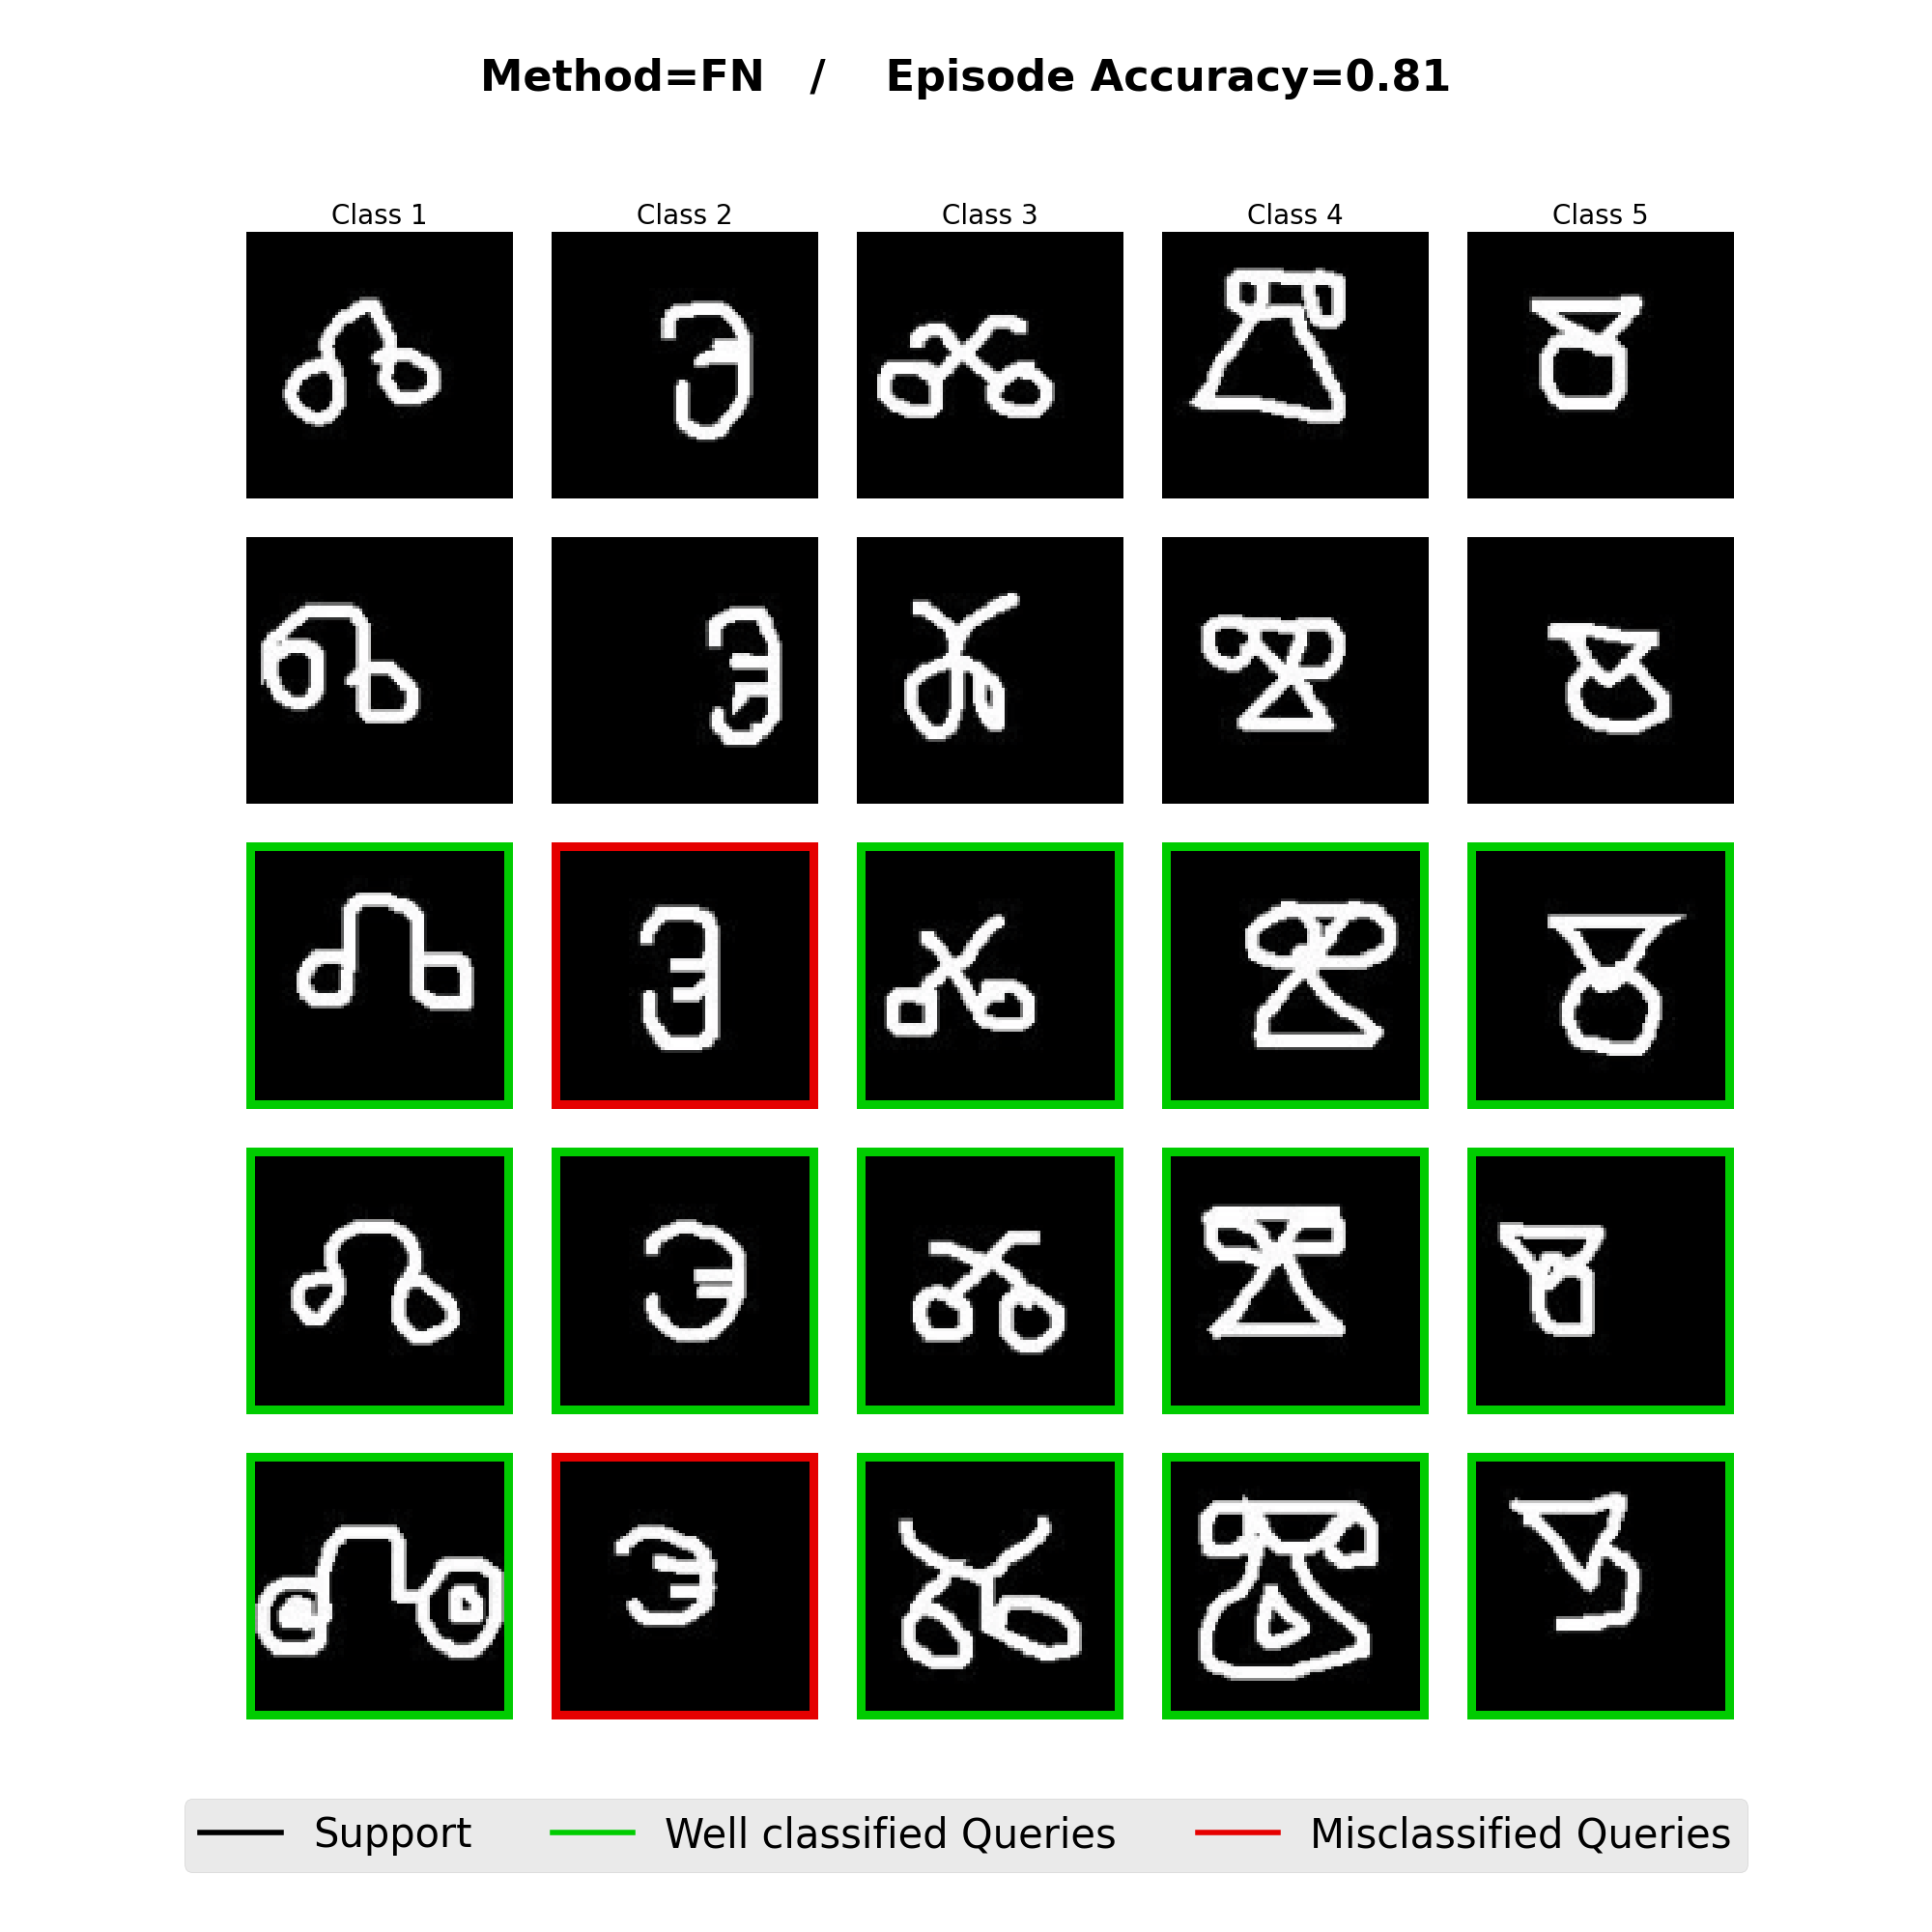 Method=FN / Episode Accuracy=0.81
Class 1 Class 2 Class 3 Class 4 Class 5
Support Well classified Queries Misclassified Queries